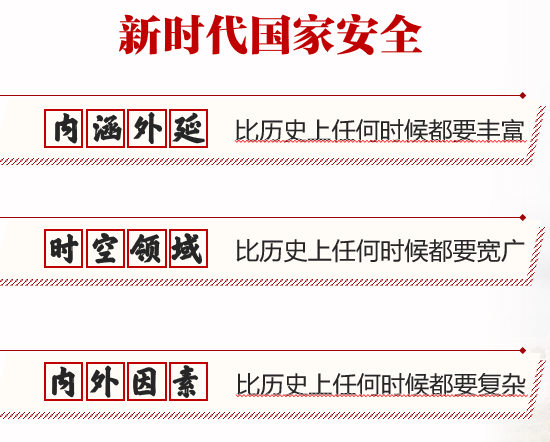 新时代国家安全
内涵外延 比历史上任何时候都要丰富
时空领域 比历史上任何时候都要宽广
内外因素 比历史上任何时候都要复杂